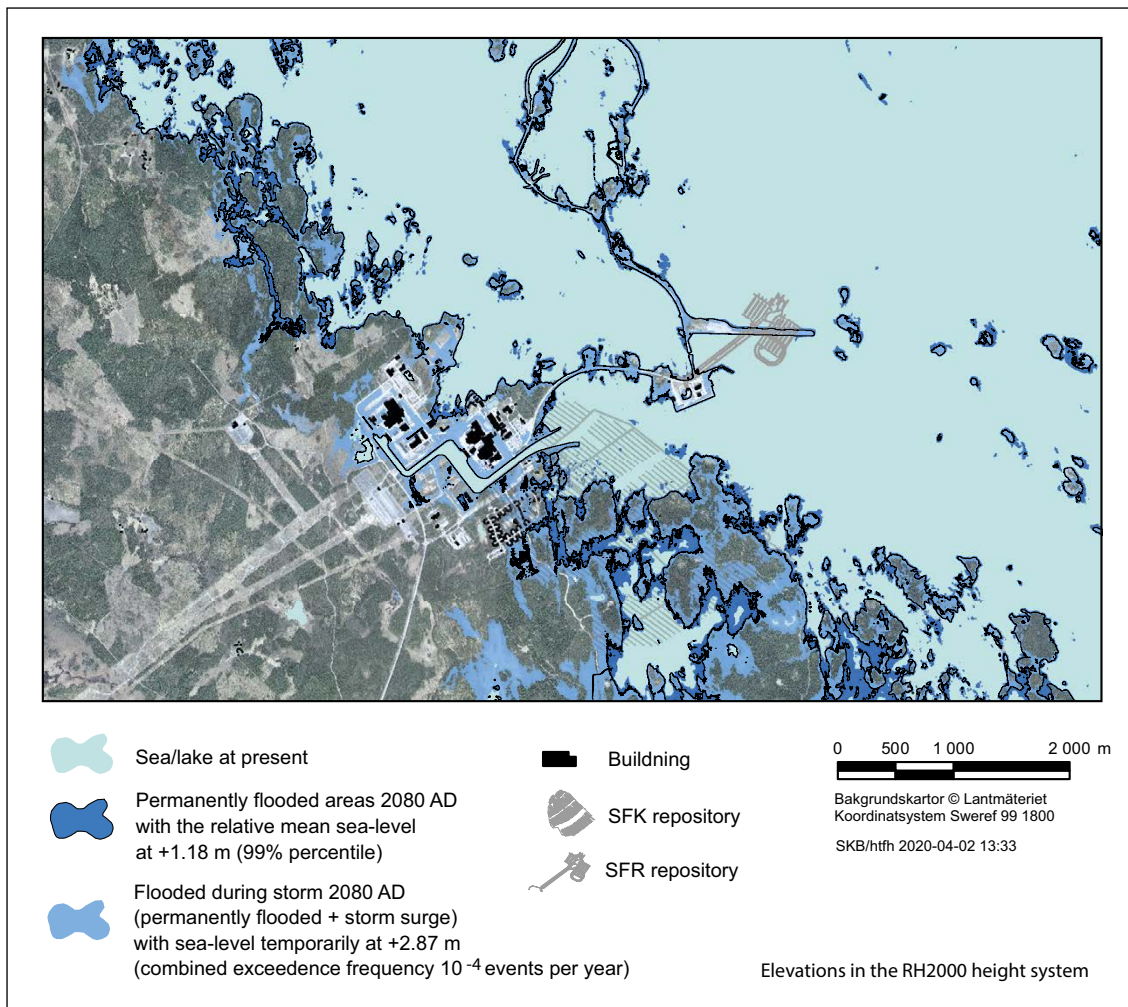 Sea/lake at present
Permanently flooded areas 2080 AD
with the relative mean sea-level
at +1.18 m (99% percentile)
Flooded during storm 2080 AD
(permanently flooded + storm surge)
with sea-level temporarily at +2.87 m
(combined exceedence frequency 10⁻⁴ events per year)
Buildning
SFK repository
SFR repository
0 500 1 000 2 000 m
Bakgrundskartor © Lantmäteriet
Koordinatsystem Sweref 99 1800
SKB/htfh 2020-04-02 13:33
Elevations in the RH2000 height system